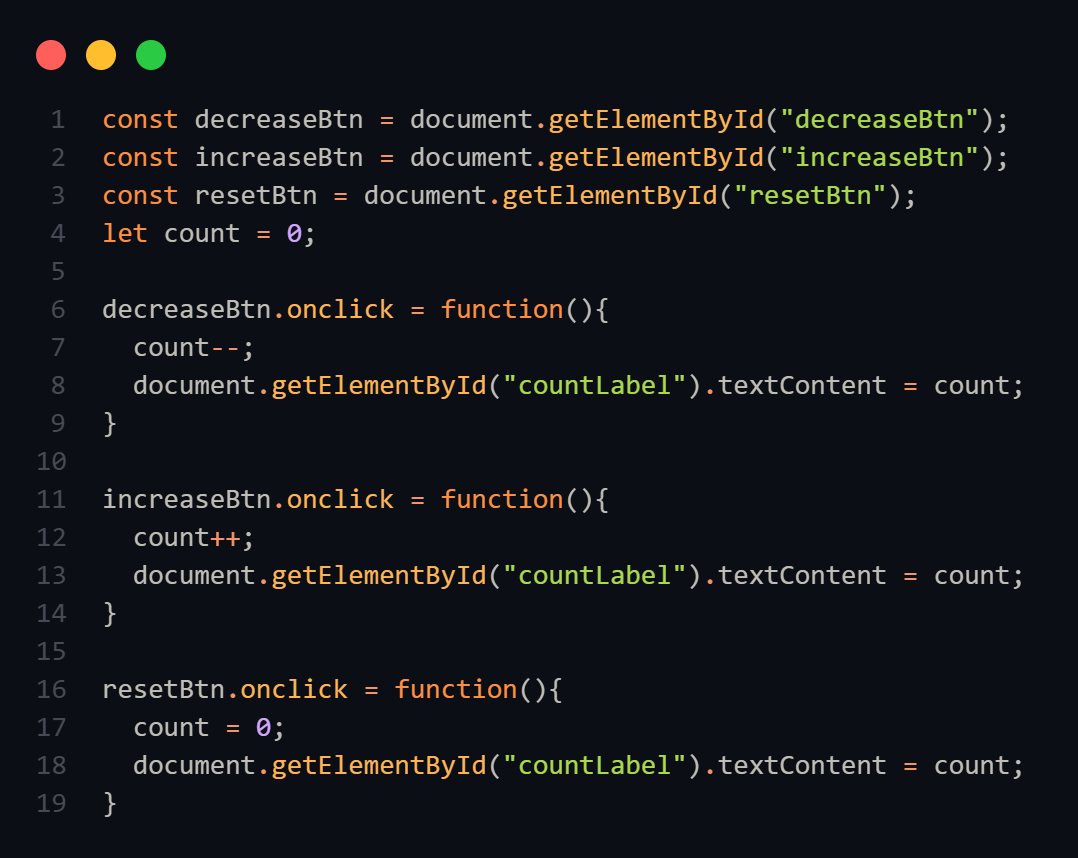 1 const decreaseBtn = document.getElementById("decreaseBtn");
2 const increaseBtn = document.getElementById("increaseBtn");
3 const resetBtn = document.getElementById("resetBtn");
4 let count = 0;
5
6 decreaseBtn.onclick = function(){
7   count--;
8   document.getElementById("countLabel").textContent = count;
9 }
10
11 increaseBtn.onclick = function(){
12   count++;
13   document.getElementById("countLabel").textContent = count;
14 }
15
16 resetBtn.onclick = function(){
17   count = 0;
18   document.getElementById("countLabel").textContent = count;
19 }